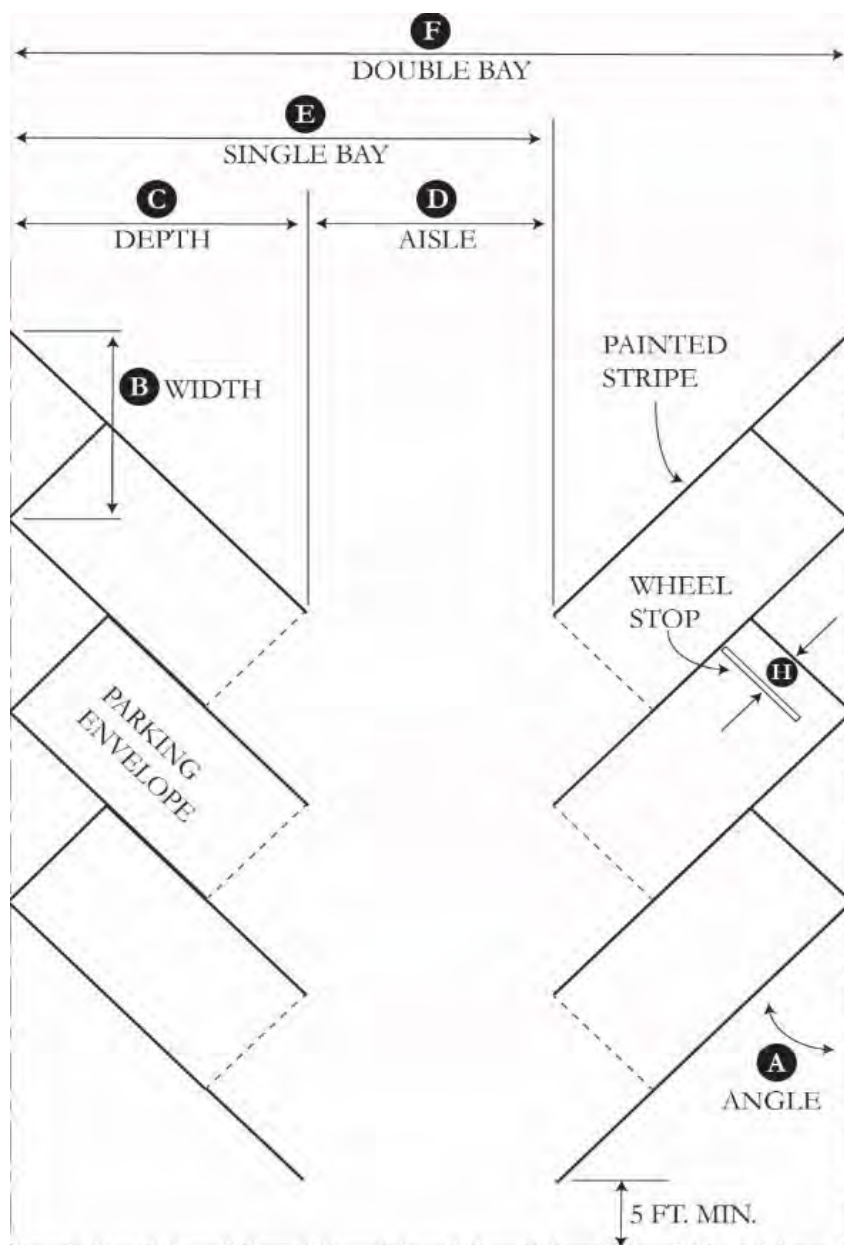 F
DOUBLE BAY
E
SINGLE BAY
C
DEPTH
D
AISLE
B WIDTH
PAINTED
STRIPE
WHEEL
STOP
H
PARKING
ENVELOPE
A
ANGLE
5 FT. MIN.